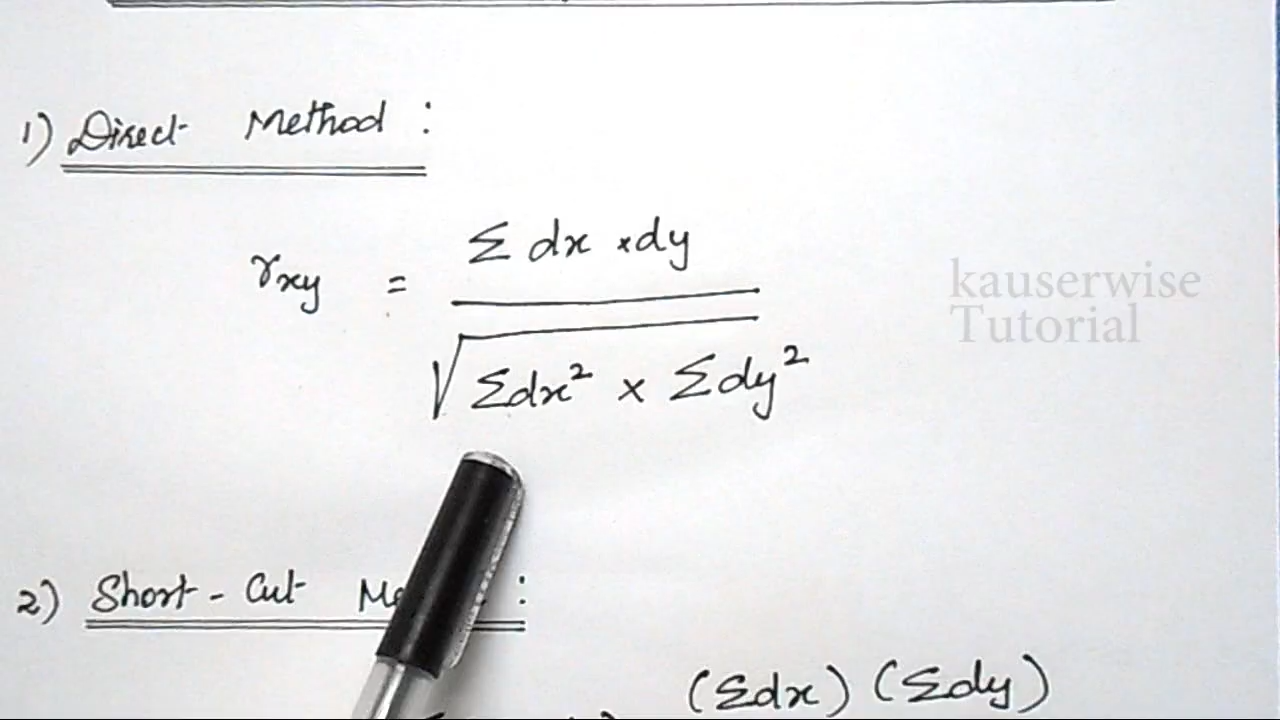 1) Direct Method :
rxy = Σ dx × dy
√Σdx² × Σdy²
kauserwise
Tutorial
2) Short - Cut :
(Σdx) (Σdy)